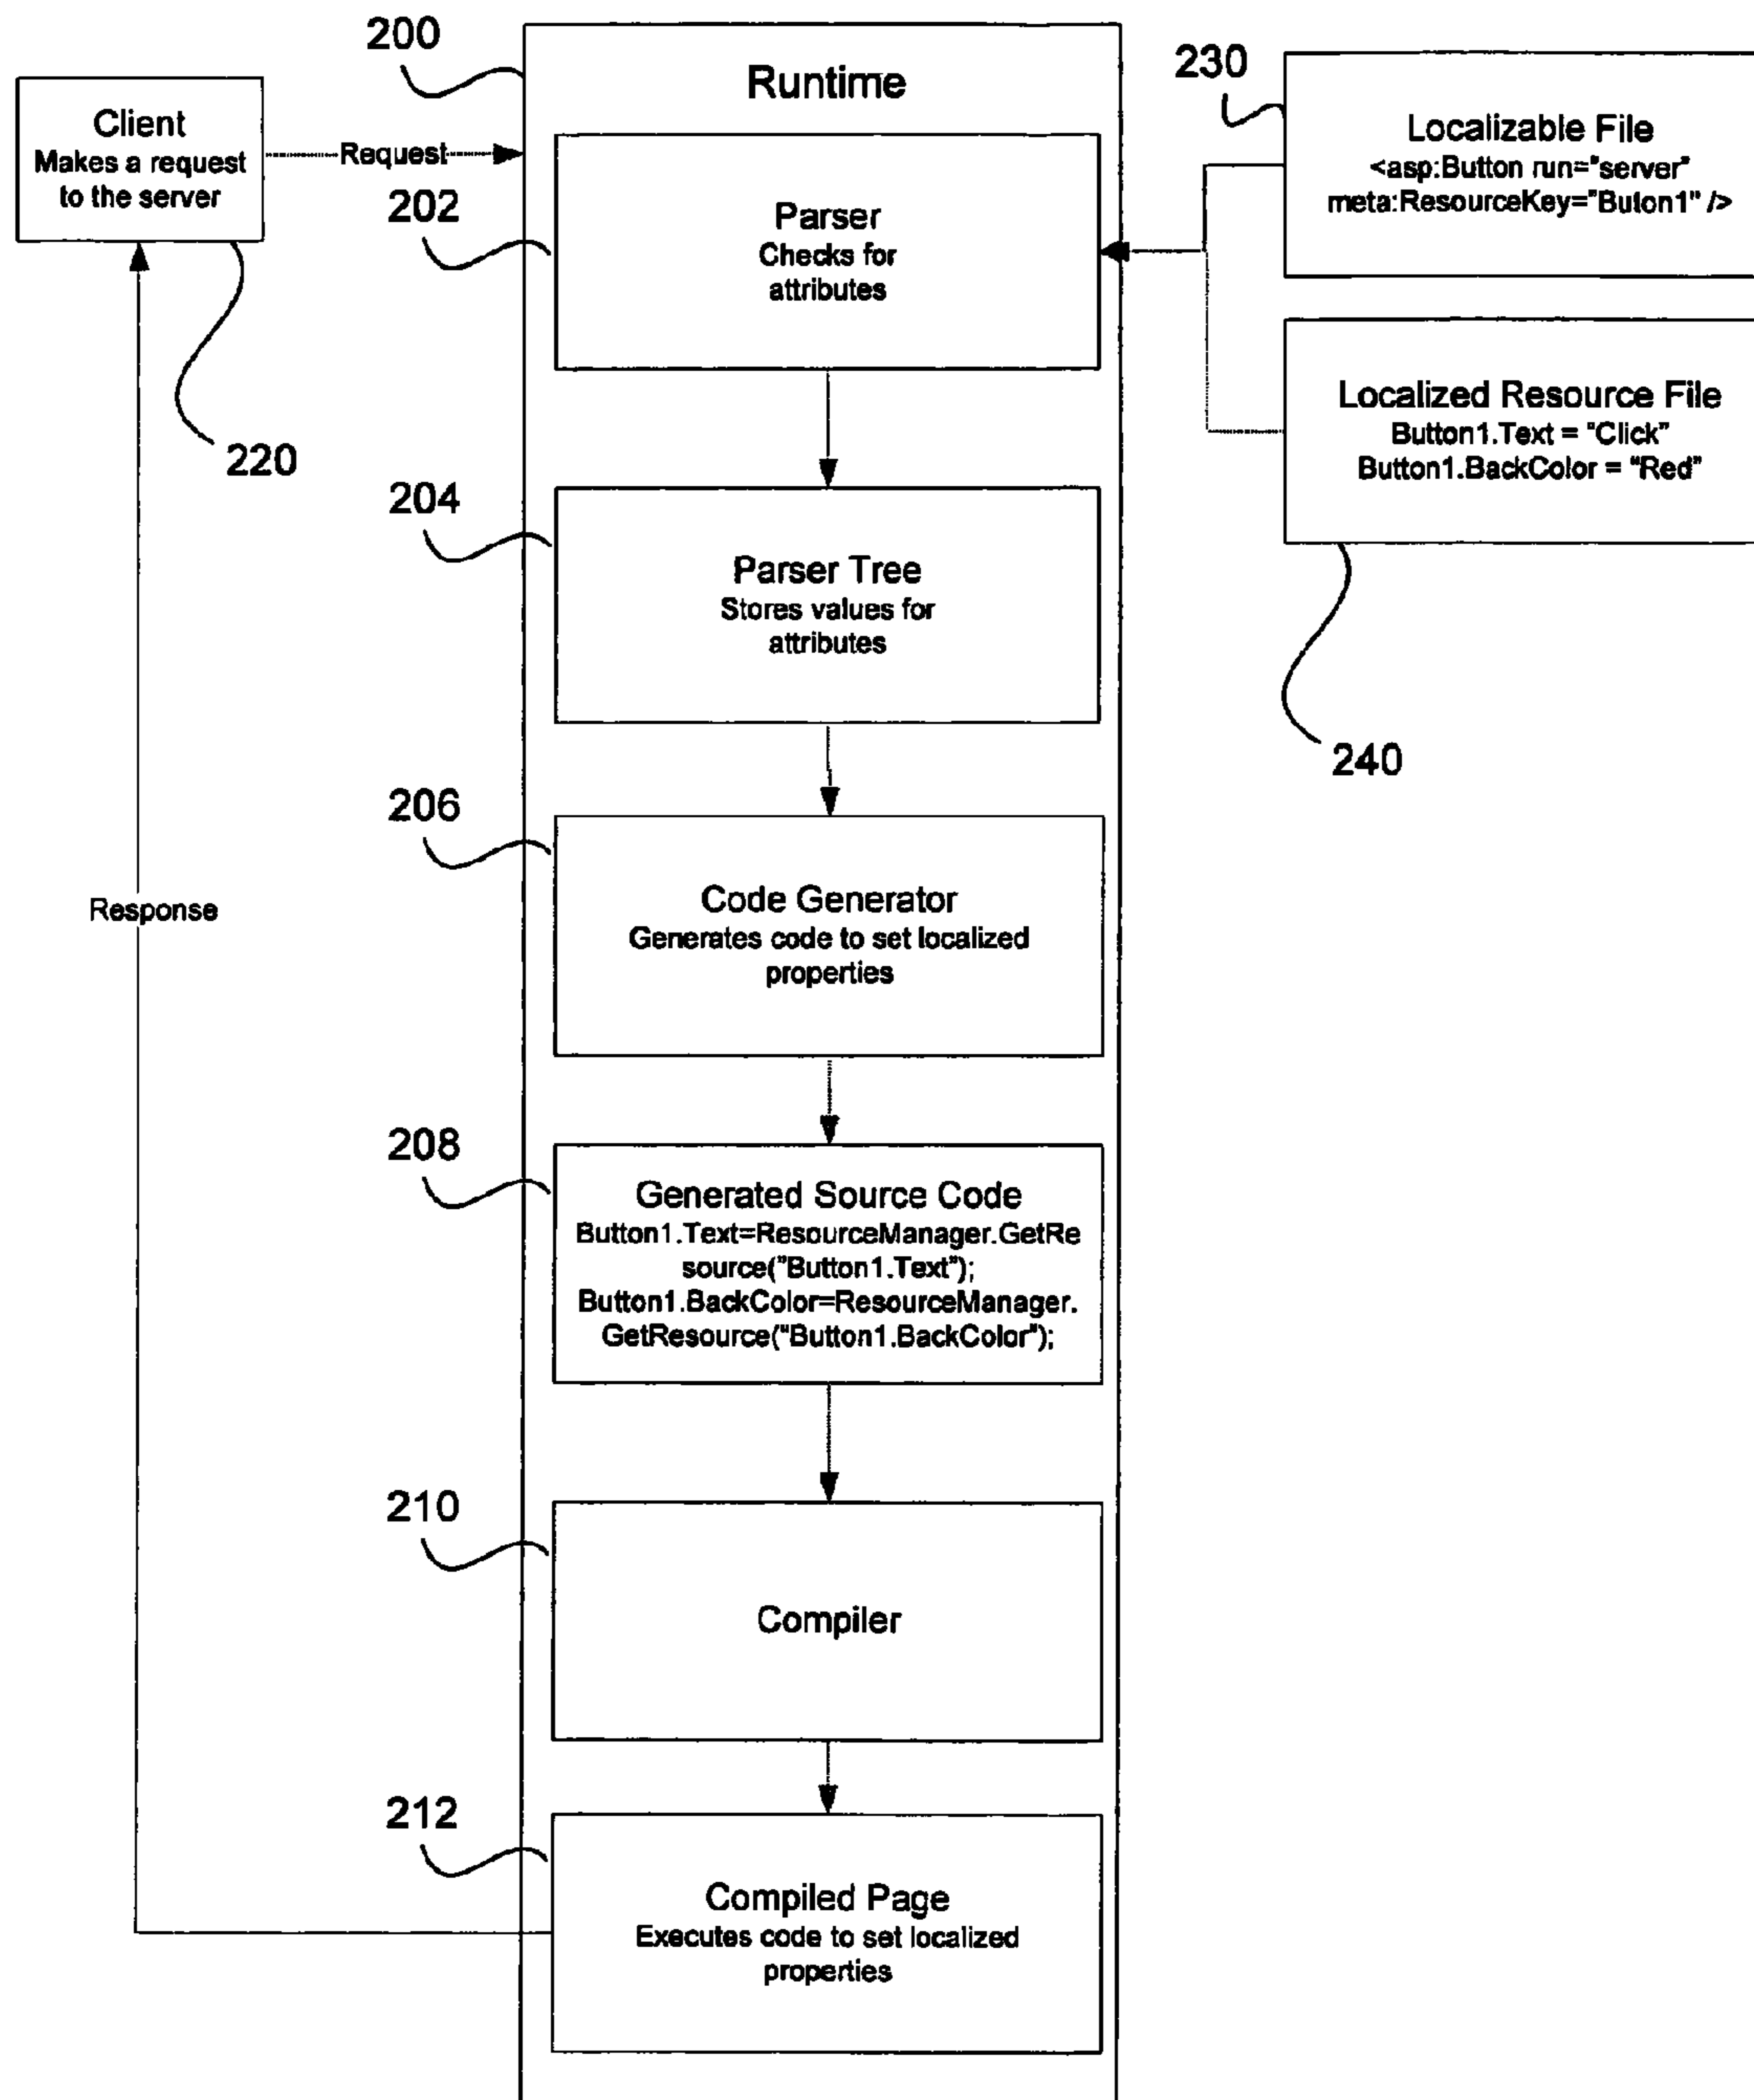 200
Runtime
230
Client
Makes a request
to the server
Request
Localizable File
<asp:Button run="server"
meta:ResourceKey="Buton1" />
202
Parser
Checks for
attributes
Localized Resource File
Button1.Text = "Click"
Button1.BackColor = "Red"
220
204
Parser Tree
Stores values for
attributes
240
206
Code Generator
Generates code to set localized
properties
Response
208
Generated Source Code
Button1.Text=ResourceManager.GetRe
source("Button1.Text");
Button1.BackColor=ResourceManager.
GetResource("Button1.BackColor");
210
Compiler
212
Compiled Page
Executes code to set localized
properties